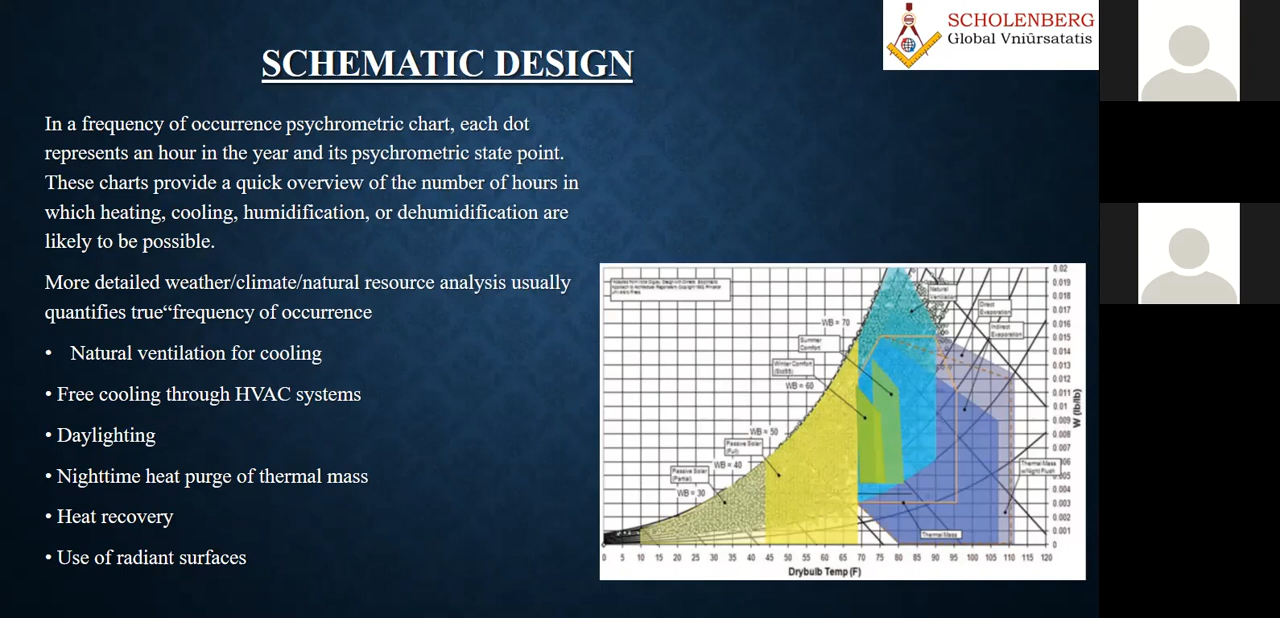 SCHOLENBERG
Global Vniürsatatis
SCHEMATIC DESIGN
In a frequency of occurrence psychrometric chart, each dot
represents an hour in the year and its psychrometric state point.
These charts provide a quick overview of the number of hours in
which heating, cooling, humidification, or dehumidification are
likely to be possible.
More detailed weather/climate/natural resource analysis usually
quantifies true“frequency of occurrence
• Natural ventilation for cooling
• Free cooling through HVAC systems
• Daylighting
• Nighttime heat purge of thermal mass
• Heat recovery
• Use of radiant surfaces
Natural
Ventilation
Direct
Evaporation
Indirect
Evaporation
WB = 70
Summer
Comfort
Winter Comfort
WB = 60
WB = 50
Passive Solar
(Full)
WB = 40
Passive Solar
(Partial)
WB = 30
Thermal Mass
w/Night Flush
Thermal Mass
0.02
0.019
0.018
0.017
0.016
0.015
0.014
0.013
0.012
0.011
0.01
0.009
0.008
0.007
0.006
0.005
0.004
0.003
0.002
0.001
0
W (lb/lb)
0 5 10 15 20 25 30 35 40 45 50 55 60 65 70 75 80 85 90 95 100 105 110 115 120
Drybulb Temp (F)